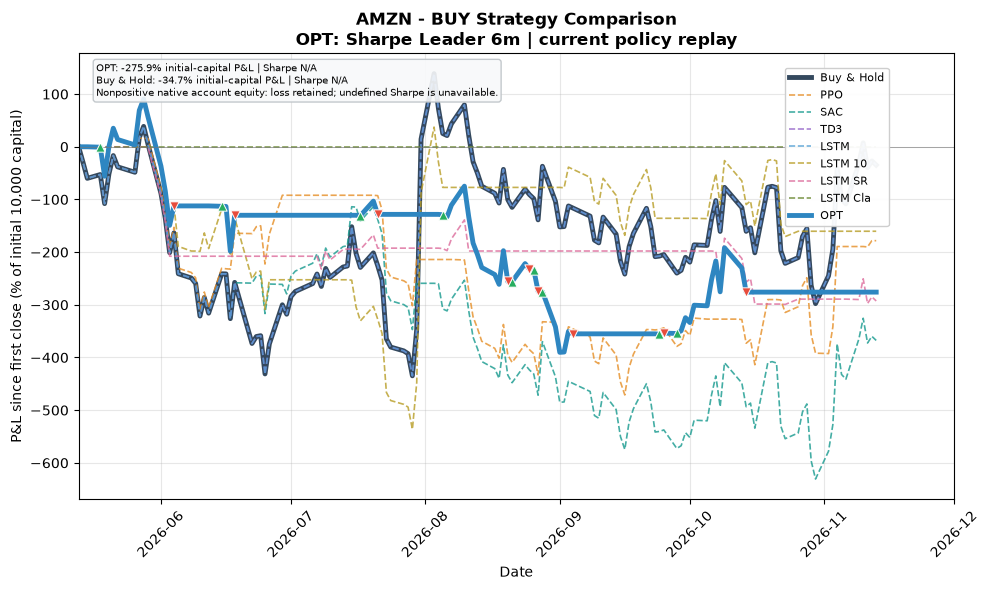 AMZN - BUY Strategy Comparison
OPT: Sharpe Leader 6m | current policy replay
OPT: -275.9% initial-capital P&L | Sharpe N/A
Buy & Hold: -34.7% initial-capital P&L | Sharpe N/A
Nonpositive native account equity: loss retained; undefined Sharpe is unavailable.
Buy & Hold
PPO
SAC
TD3
LSTM
LSTM 10
LSTM SR
LSTM Cla
OPT
P&L since first close (% of initial 10,000 capital)
100
0
−100
−200
−300
−400
−500
−600
2026-06
2026-07
2026-08
2026-09
2026-10
2026-11
2026-12
Date